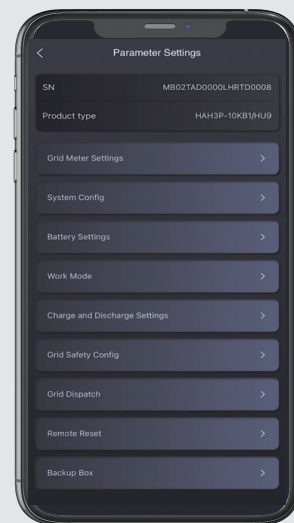 Parameter Settings
SN MB02TAD0000LHRTD0008
Product type HAH3P-10KB1/HU9
Grid Meter Settings
System Config
Battery Settings
Work Mode
Charge and Discharge Settings
Grid Safety Config
Grid Dispatch
Remote Reset
Backup Box